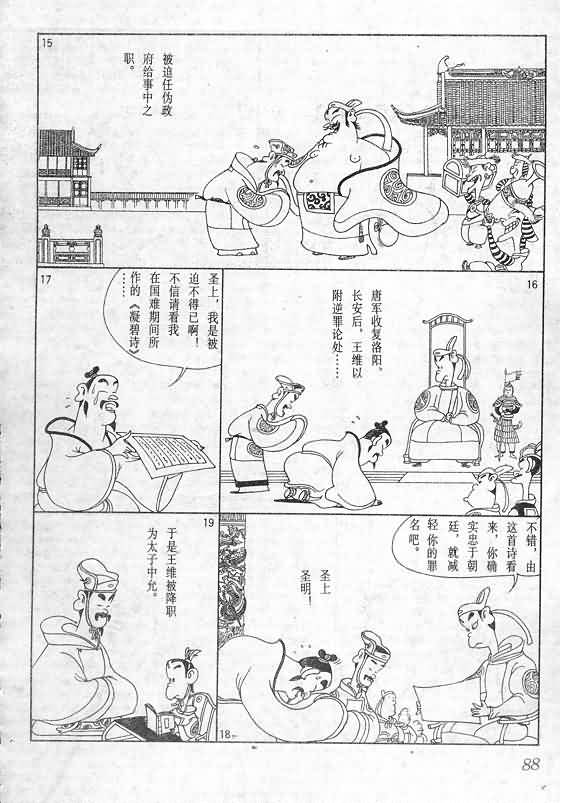 15
被迫任伪政
府给事中之
职。
16
唐军收复洛阳、
长安后，王维以
附逆罪论处……
17
圣上，我是被
迫不得已啊！
不信请看我
在国难期间所
作的《凝碧诗》
……
不错，由
这首诗看
来，你确
实忠于朝
廷，就减
轻你的罪
名吧。
圣上
圣明！
18
19
于是王维被降职
为太子中允。
88